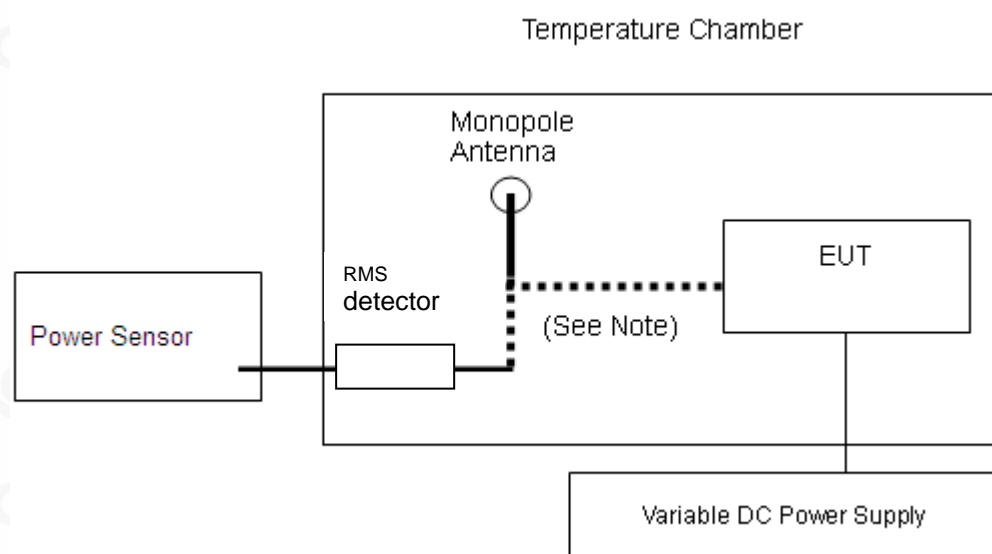 Temperature Chamber
Monopole
Antenna
EUT
RMS
detector
(See Note)
Power Sensor
Variable DC Power Supply